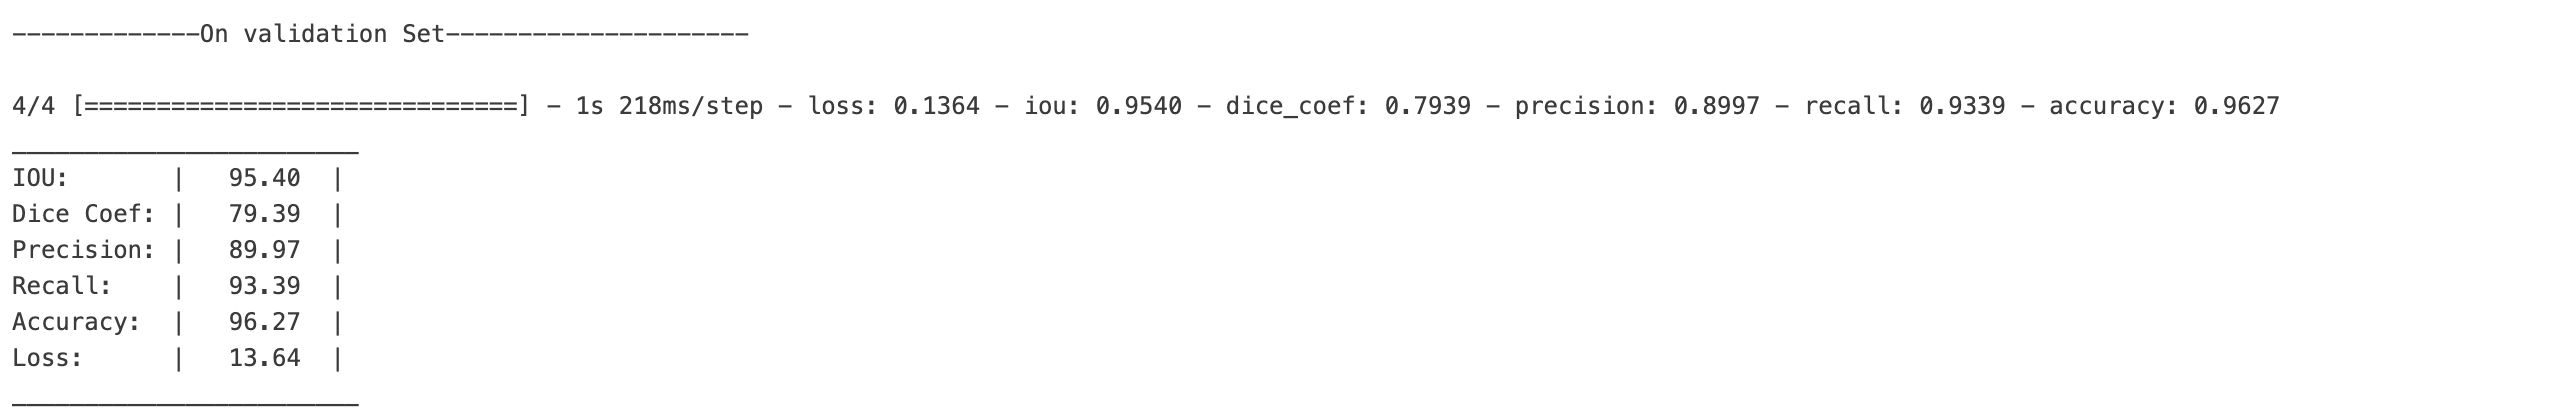 -------------On validation Set---------------------
4/4 [==============================] - 1s 218ms/step - loss: 0.1364 - iou: 0.9540 - dice_coef: 0.7939 - precision: 0.8997 - recall: 0.9339 - accuracy: 0.9627
________________________
IOU:       |   95.40  |
Dice Coef: |   79.39  |
Precision: |   89.97  |
Recall:    |   93.39  |
Accuracy:  |   96.27  |
Loss:      |   13.64  |
________________________